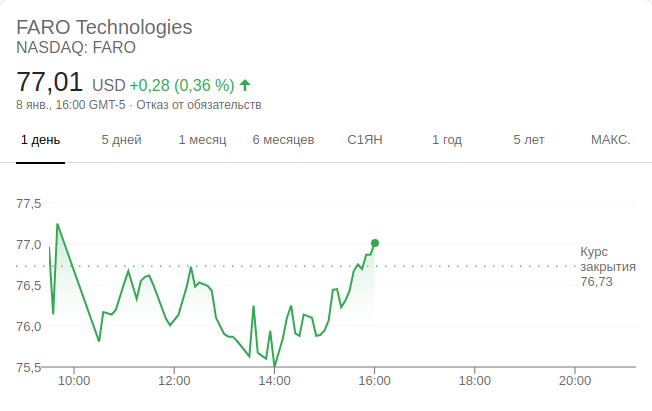 FARO Technologies
NASDAQ: FARO
77,01 USD +0,28 (0,36 %)
8 янв., 16:00 GMT-5 · Отказ от обязательств
1 день 5 дней 1 месяц 6 месяцев С1ЯН 1 год 5 лет МАКС.
77,5
77,0
Курс
закрытия
76,73
76,5
76,0
75,5
10:00 12:00 14:00 16:00 18:00 20:00